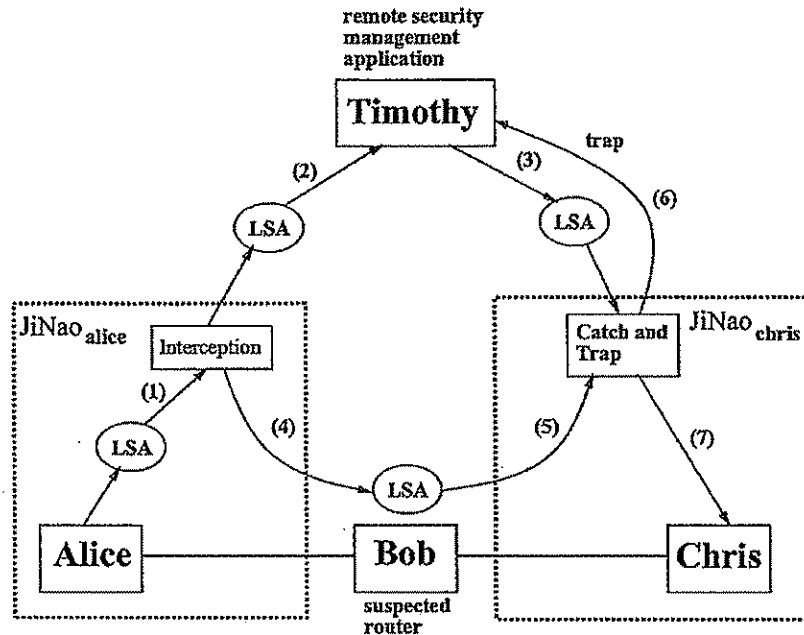 remote security
management
application
Timothy
trap
(2)
(3)
(6)
LSA
LSA
JiNao alice
Interception
Catch and
Trap
JiNao chris
(1)
(4)
(5)
(7)
LSA
LSA
Alice
Bob
Chris
suspected
router